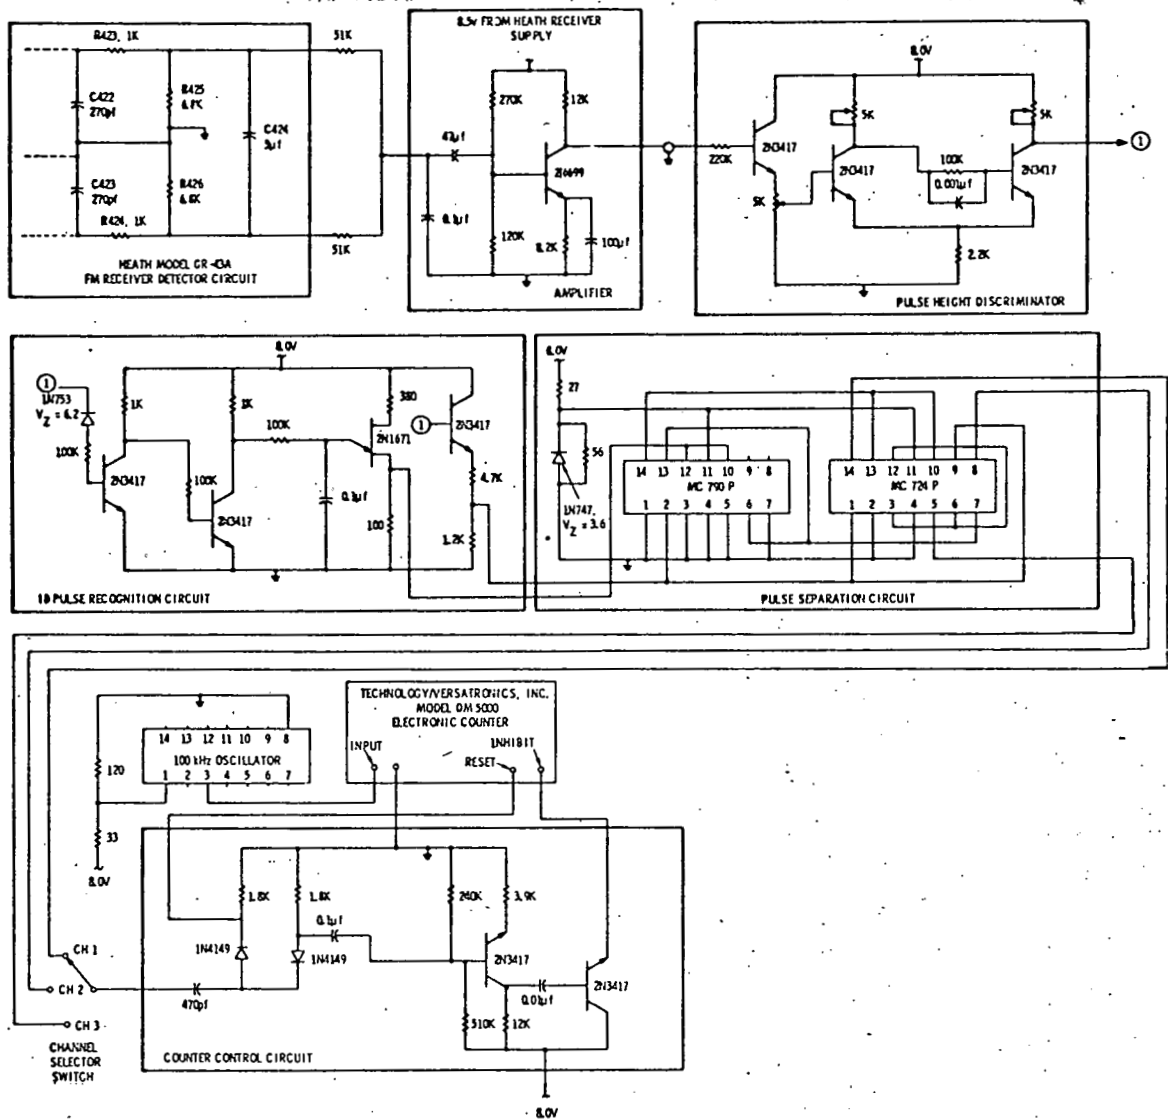 R423, 1K
51K
C422
270pf
R425
C424
C423
270pf
R426
6.8K
R424, 1K
51K
HEATH MODEL GR-43A
FM RECEIVER DETECTOR CIRCUIT
8.5v FROM HEATH RECEIVER
SUPPLY
270K
12K
0.1µf
120K
8.2K
100µf
AMPLIFIER
8.0V
220K
2N3417
5K
5K
2N3417
100K
0.001µf
5K
2N3417
2.2K
1
PULSE HEIGHT DISCRIMINATOR
8.0V
1
1N753
VZ = 6.2
100K
1K
2N3417
100K
1K
2N3417
100K
0.1µf
380
2N1671
100
1
2N3417
4.7K
1.2K
PULSE RECOGNITION CIRCUIT
27
56
1N747,
VZ = 3.6
14 13 12 11 10 9 8
MC 790 P
1 2 3 4 5 6 7
14 13 12 11 10 9 8
MC 724 P
1 2 3 4 5 6 7
PULSE SEPARATION CIRCUIT
120
33
8.0V
14 13 12 11 10 9 8
100 kHz OSCILLATOR
1 2 3 4 5 6 7
TECHNOLOGY/VERSATRONICS, INC.
MODEL DM 5000
ELECTRONIC COUNTER
INPUT
RESET
INHIBIT
1.8K
1.8K
0.1µf
1N4149
1N4149
470pf
240K
3.9K
2N3417
0.01µf
2N3417
510K
12K
COUNTER CONTROL CIRCUIT
8.0V
CH 1
CH 2
CH 3
CHANNEL
SELECTOR
SWITCH